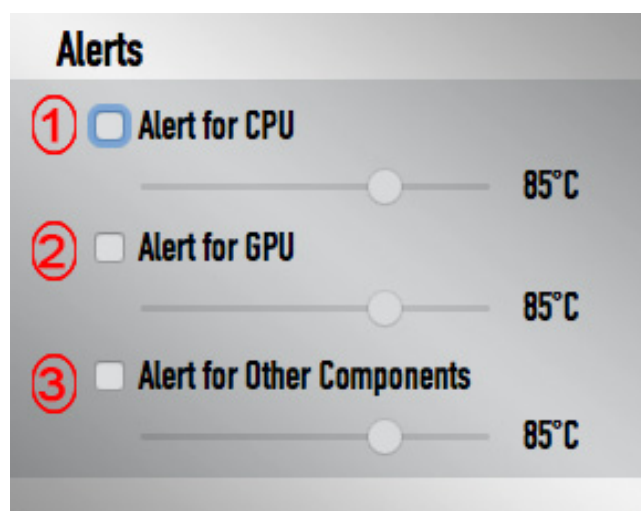 Alerts
1 Alert for CPU
85°C
2 Alert for GPU
85°C
3 Alert for Other Components
85°C